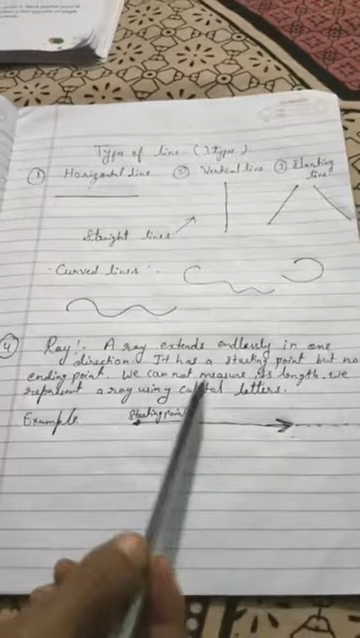 Types of line (3 types)
① Horizontal line ② Vertical line ③ Slanting line
Straight lines
Curved lines
④ Ray:- A ray extends endlessly in one
direction. It has a starting point but no
ending point. We can not measure its length. we
represent a ray using capital letters.
Example Starting point